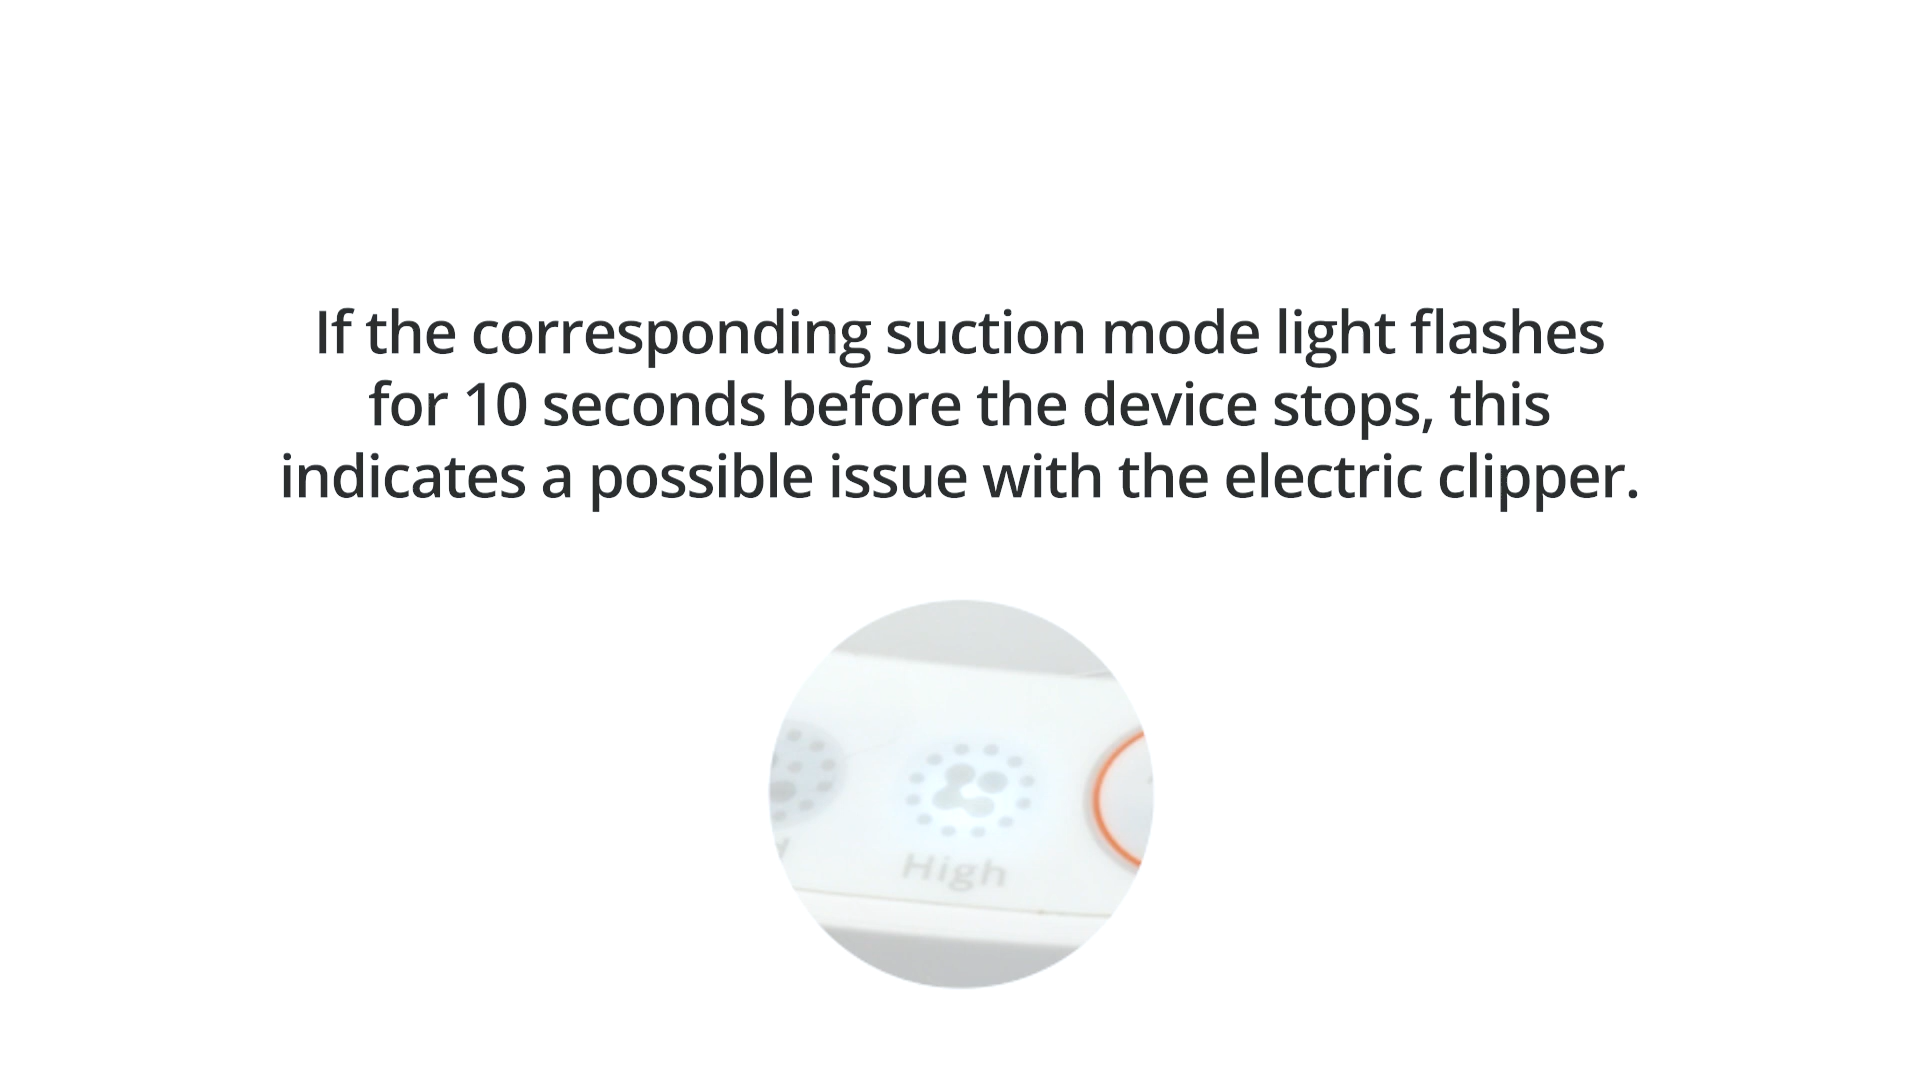 If the corresponding suction mode light flashes
for 10 seconds before the device stops, this
indicates a possible issue with the electric clipper.
High